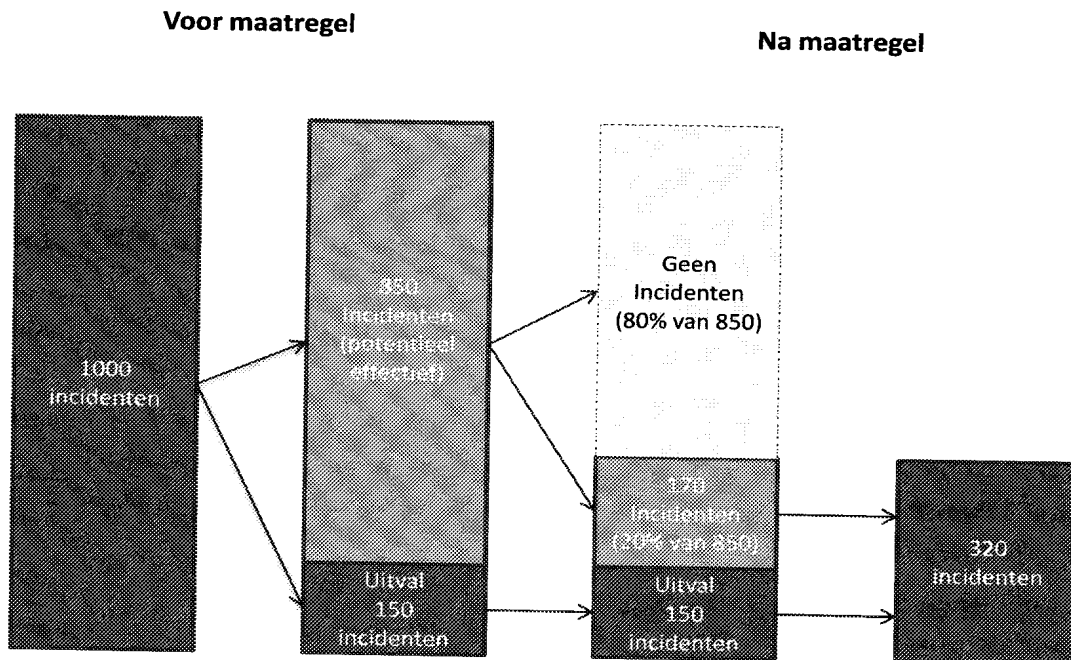 Voor maatregel
Na maatregel
1000
incidenten
850
Incidenten
(potentieel
effectief)
Uitval
150
incidenten
Geen
Incidenten
(80% van 850)
170
Incidenten
(20% van 850)
Uitval
150
incidenten
320
incidenten